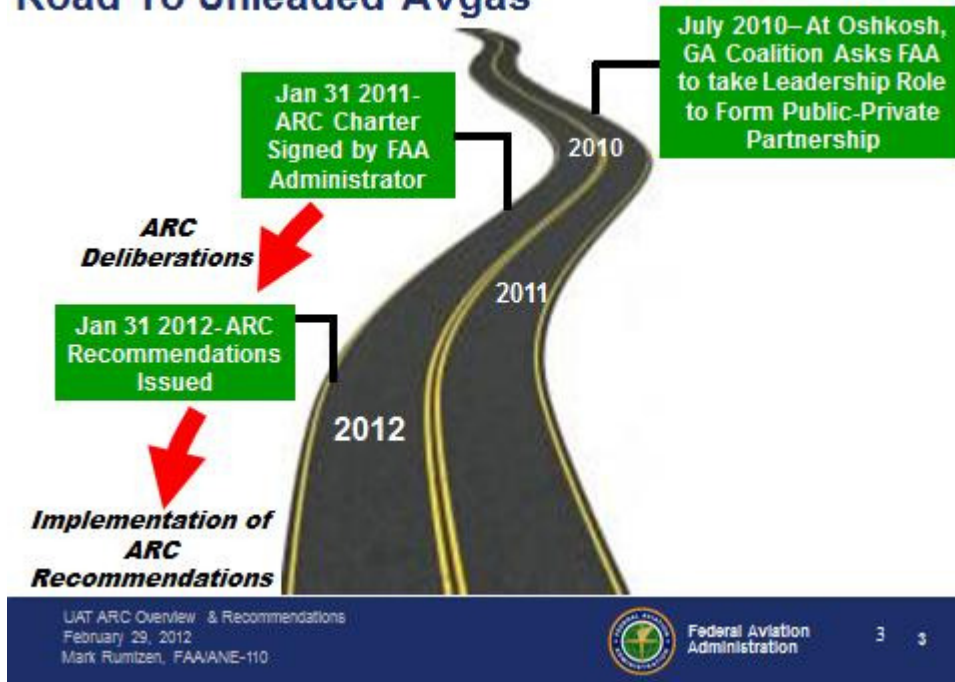 Road To Unleaded Avgas
July 2010– At Oshkosh,
GA Coalition Asks FAA
to take Leadership Role
to Form Public-Private
Partnership
Jan 31 2011-
ARC Charter
Signed by FAA
Administrator
2010
ARC
Deliberations
2011
Jan 31 2012- ARC
Recommendations
Issued
2012
Implementation of
ARC
Recommendations
UAT ARC Overview & Recommendations
February 29, 2012
Mark Rumizen, FAA/ANE-110
FEDERAL AVIATION
ADMINISTRATION
Federal Aviation
Administration
3 3